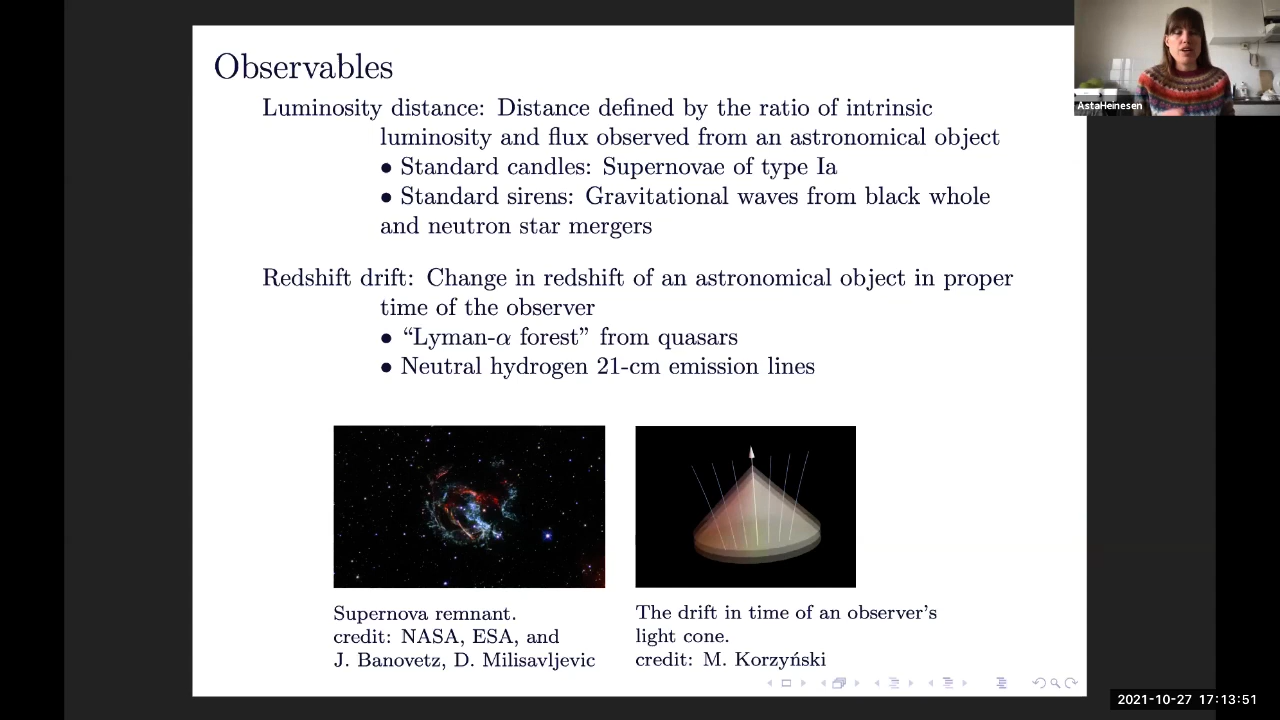 Observables
Luminosity distance: Distance defined by the ratio of intrinsic
luminosity and flux observed from an astronomical object
• Standard candles: Supernovae of type Ia
• Standard sirens: Gravitational waves from black whole
and neutron star mergers
Redshift drift: Change in redshift of an astronomical object in proper
time of the observer
• “Lyman-α forest” from quasars
• Neutral hydrogen 21-cm emission lines
Supernova remnant.
credit: NASA, ESA, and
J. Banovetz, D. Milisavljevic
The drift in time of an observer’s
light cone.
credit: M. Korzyński
AstaHeinesen
2021-10-27 17:13:51